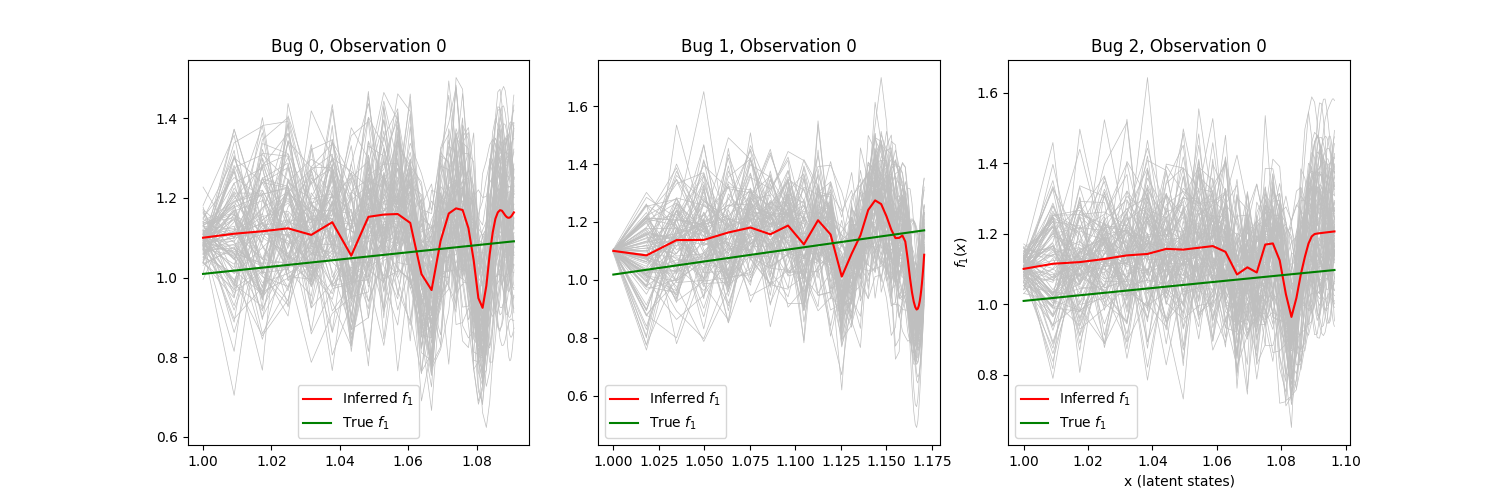 Bug 0, Observation 0
1.4
1.2
1.0
0.8
0.6
1.00 1.02 1.04 1.06 1.08
Inferred f₁
True f₁
Bug 1, Observation 0
1.6
1.4
1.2
1.0
0.8
0.6
1.000 1.025 1.050 1.075 1.100 1.125 1.150 1.175
Inferred f₁
True f₁
Bug 2, Observation 0
f₁(x)
1.6
1.4
1.2
1.0
0.8
1.00 1.02 1.04 1.06 1.08 1.10
x (latent states)
Inferred f₁
True f₁